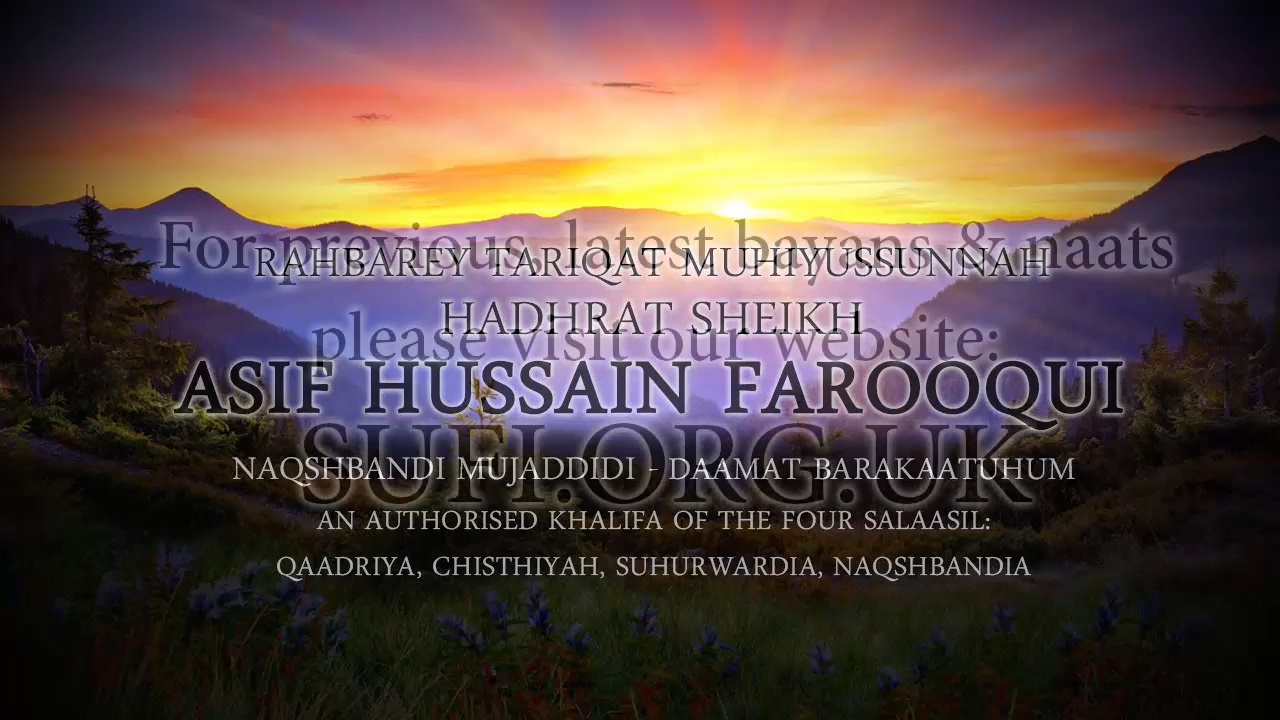 For previous, latest bayans & naats
RAHBAREY TARIQAT MUHIYUSSUNNAH
HADHRAT SHEIKH
please visit our website:
ASIF HUSSAIN FAROOQUI
SUFI.ORG.UK
NAQSHBANDI MUJADDIDI - DAAMAT BARAKAATUHUM
AN AUTHORISED KHALIFA OF THE FOUR SALAASIL:
QAADRIYA, CHISTHIYAH, SUHURWARDIA, NAQSHBANDIA